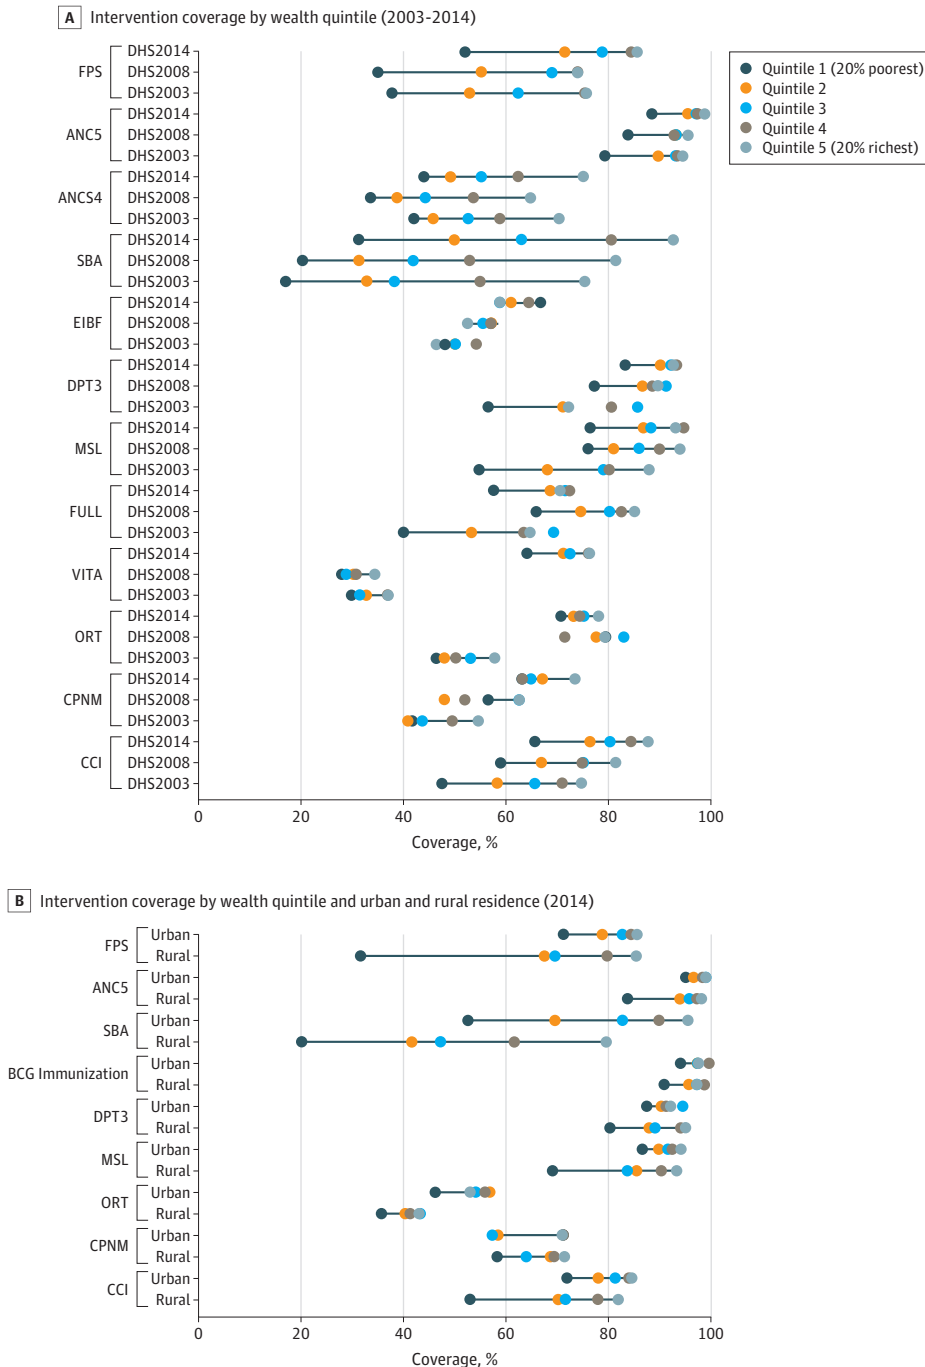 A Intervention coverage by wealth quintile (2003-2014)
FPS
DHS2014
DHS2008
DHS2003
ANC5
DHS2014
DHS2008
DHS2003
ANCS4
DHS2014
DHS2008
DHS2003
SBA
DHS2014
DHS2008
DHS2003
EIBF
DHS2014
DHS2008
DHS2003
DPT3
DHS2014
DHS2008
DHS2003
MSL
DHS2014
DHS2008
DHS2003
FULL
DHS2014
DHS2008
DHS2003
VITA
DHS2014
DHS2008
DHS2003
ORT
DHS2014
DHS2008
DHS2003
CPNM
DHS2014
DHS2008
DHS2003
CCI
DHS2014
DHS2008
DHS2003
0 20 40 60 80 100
Coverage, %
Quintile 1 (20% poorest)
Quintile 2
Quintile 3
Quintile 4
Quintile 5 (20% richest)
B Intervention coverage by wealth quintile and urban and rural residence (2014)
FPS
Urban
Rural
ANC5
Urban
Rural
SBA
Urban
Rural
BCG Immunization
Urban
Rural
DPT3
Urban
Rural
MSL
Urban
Rural
ORT
Urban
Rural
CPNM
Urban
Rural
CCI
Urban
Rural
0 20 40 60 80 100
Coverage, %